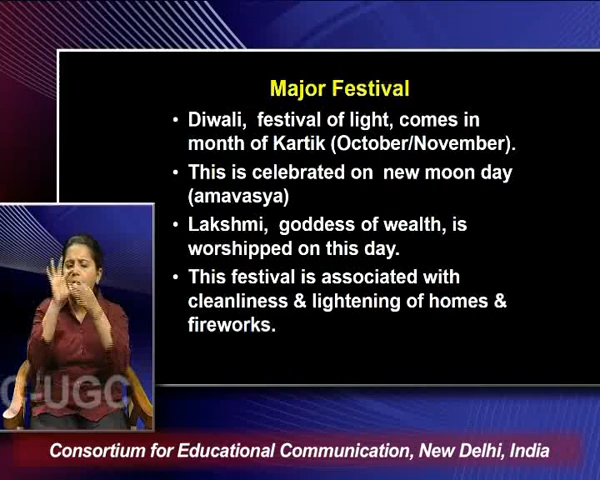 Major Festival
• Diwali, festival of light, comes in
month of Kartik (October/November).
• This is celebrated on new moon day
(amavasya)
• Lakshmi, goddess of wealth, is
worshipped on this day.
• This festival is associated with
cleanliness & lightening of homes &
fireworks.
C-UGC
Consortium for Educational Communication, New Delhi, India